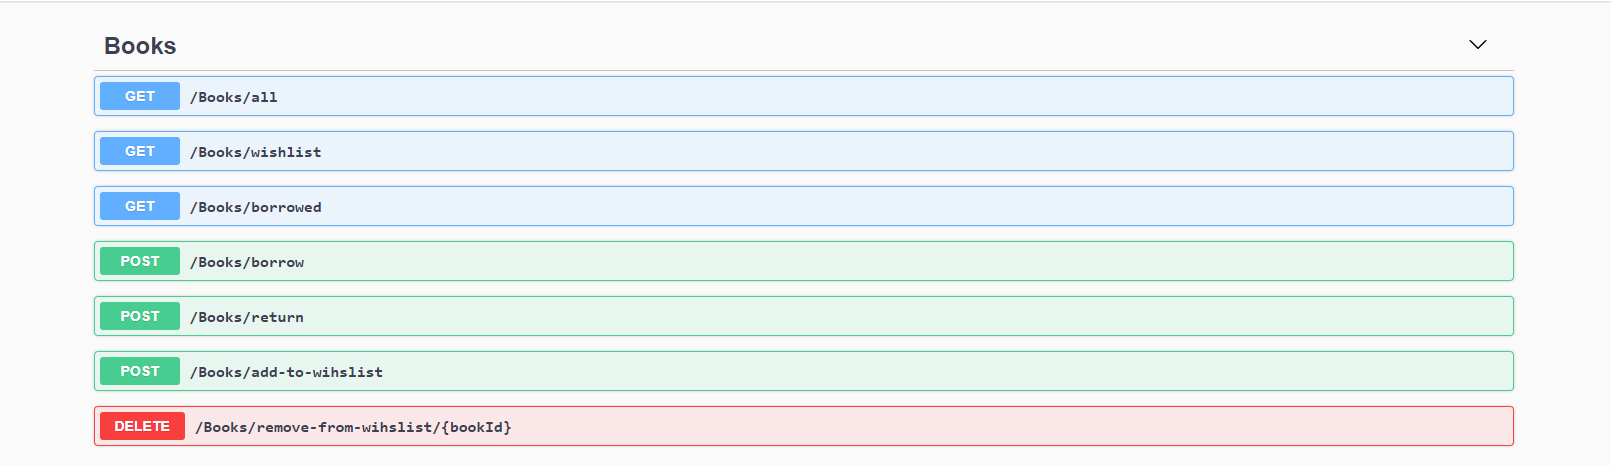 Books
GET /Books/all
GET /Books/wishlist
GET /Books/borrowed
POST /Books/borrow
POST /Books/return
POST /Books/add-to-wihslist
DELETE /Books/remove-from-wihslist/{bookId}